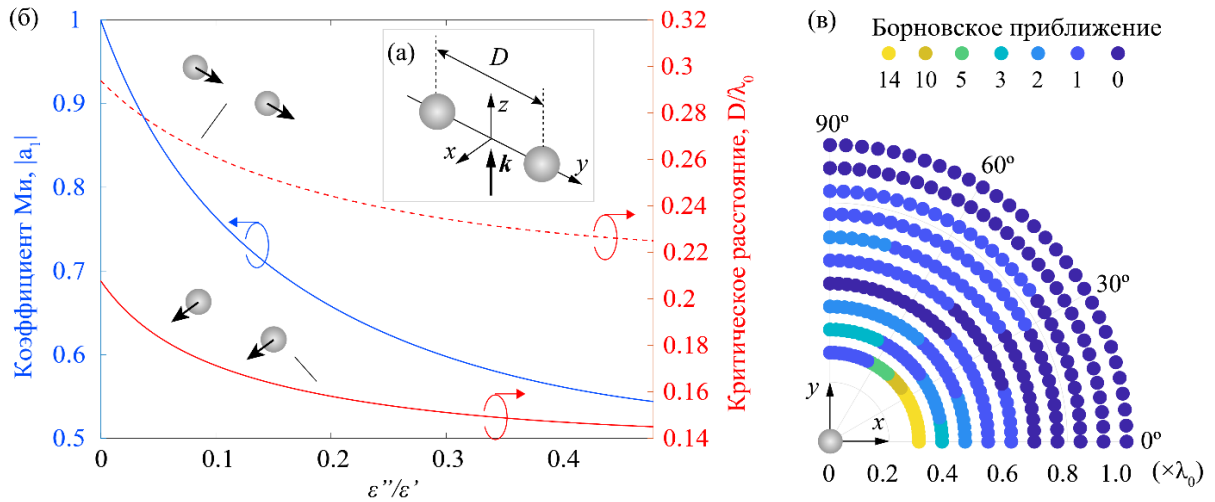 (б)
1
0.9
0.8
0.7
0.6
0.5
Коэффициент Ми, |a₁|
0 0.1 0.2 0.3 0.4
ε''/ε'
(а)
D
z
x
k
y
0.32
0.3
0.28
0.26
0.24
0.22
0.2
0.18
0.16
0.14
Критическое расстояние, D/λ₀
(в)
Борновское приближение
14 10 5 3 2 1 0
90º
60º
30º
0º
y
x
0 0.2 0.4 0.6 0.8 1.0 (×λ₀)